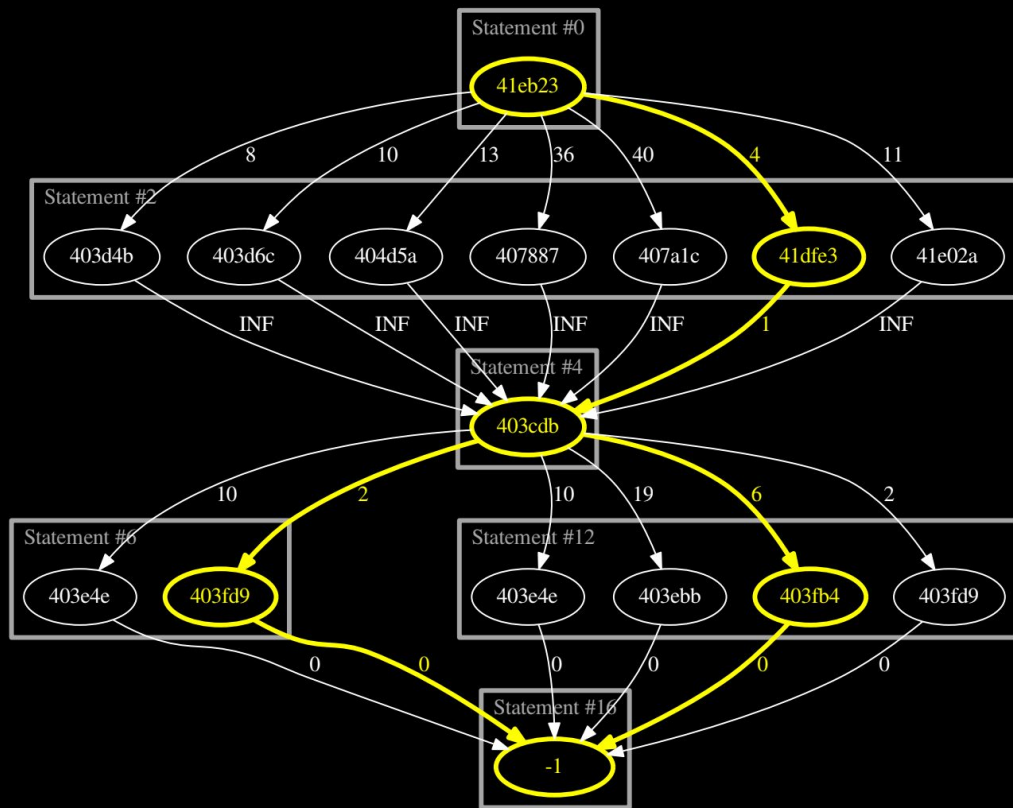 Statement #0
41eb23
8 10 13 36 40 4 11
Statement #2
403d4b 403d6c 404d5a 407887 407a1c 41dfe3 41e02a
INF INF INF INF INF 1 INF
Statement #4
403cdb
10 2 10 19 6 2
Statement #6 Statement #12
403e4e 403fd9 403e4e 403ebb 403fb4 403fd9
0 0 0 0 0 0
Statement #16
-1